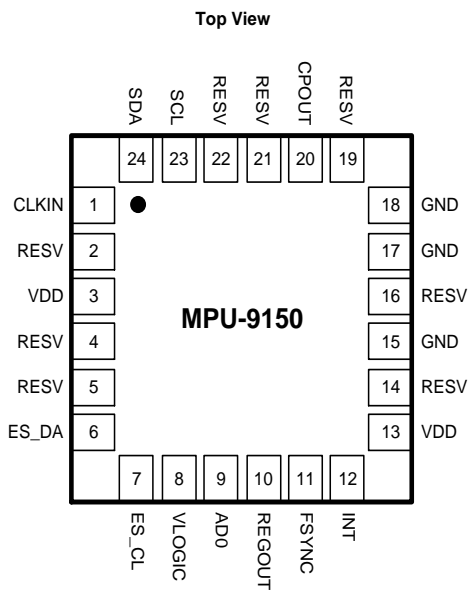 Top View
SDA
SCL
RESV
RESV
CPOUT
RESV
24 23 22 21 20 19
CLKIN 1 18 GND
RESV 2 17 GND
VDD 3 16 RESV
MPU-9150
RESV 4 15 GND
RESV 5 14 RESV
ES_DA 6 13 VDD
7 8 9 10 11 12
ES_CL
VLOGIC
AD0
REGOUT
FSYNC
INT